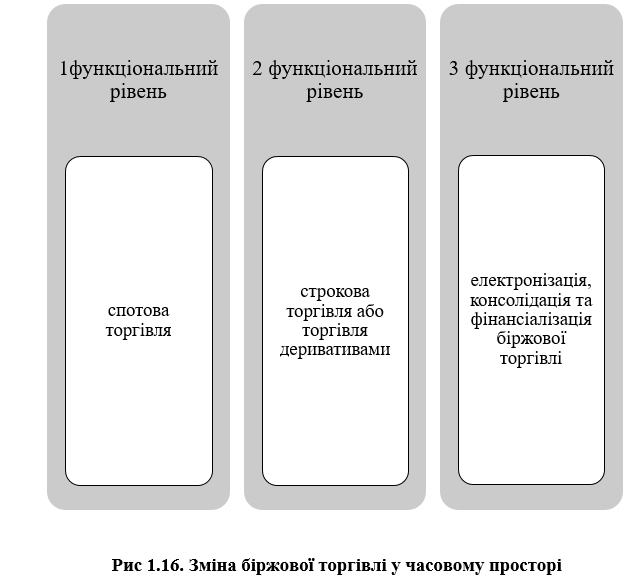 1функціональний
рівень
2 функціональний
рівень
3 функціональний
рівень
спотова
торгівля
строкова
торгівля або
торгівля
деривативами
електронізація,
консолідація та
фінансіалізація
біржової
торгівлі
Рис 1.16. Зміна біржової торгівлі у часовому просторі